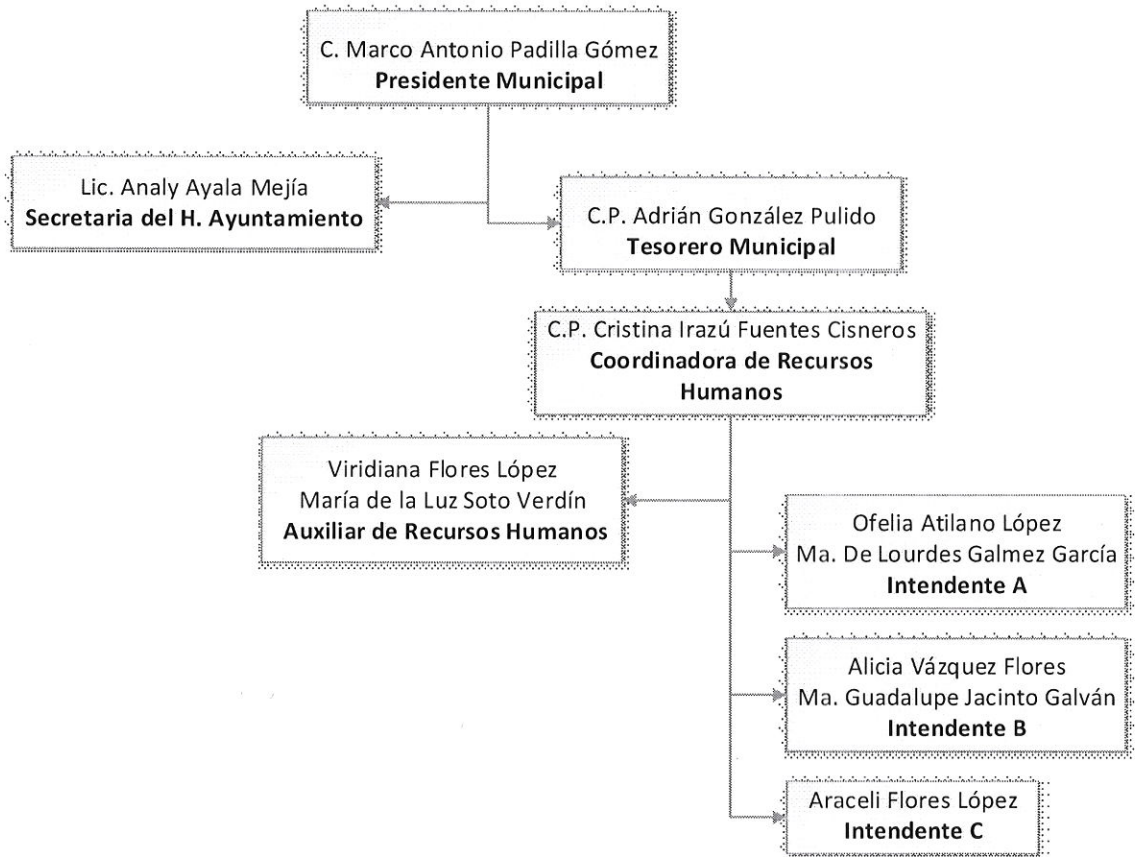 C. Marco Antonio Padilla Gómez
Presidente Municipal
Lic. Analy Ayala Mejía
Secretaria del H. Ayuntamiento
C.P. Adrián González Pulido
Tesorero Municipal
C.P. Cristina Irazú Fuentes Cisneros
Coordinadora de Recursos
Humanos
Viridiana Flores López
María de la Luz Soto Verdín
Auxiliar de Recursos Humanos
Ofelia Atilano López
Ma. De Lourdes Galmez García
Intendente A
Alicia Vázquez Flores
Ma. Guadalupe Jacinto Galván
Intendente B
Araceli Flores López
Intendente C